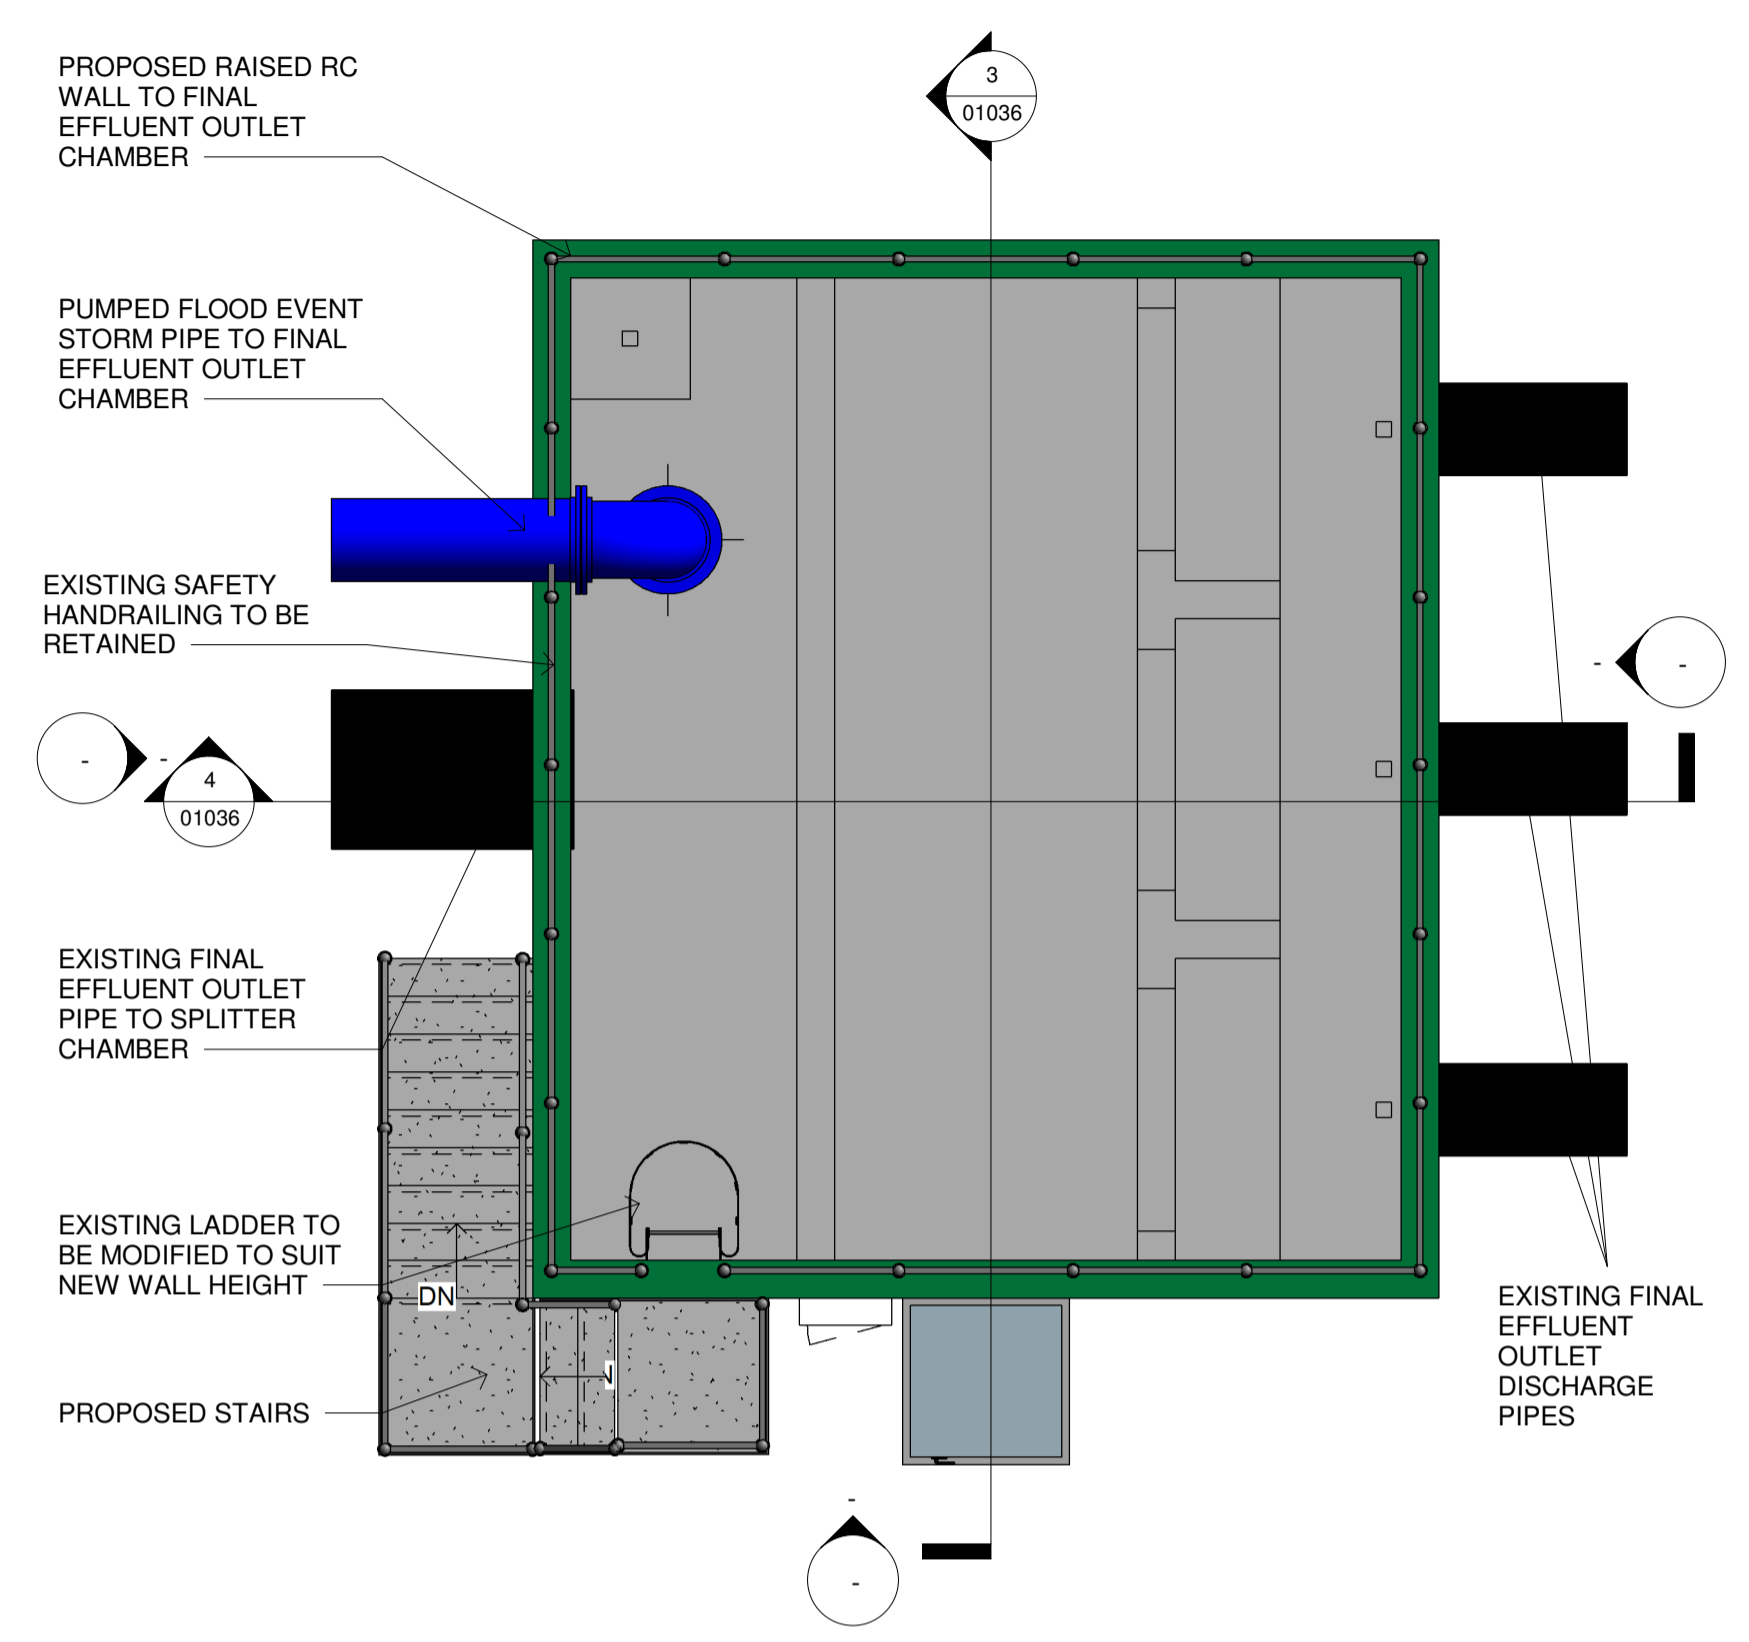 PROPOSED RAISED RC
WALL TO FINAL
EFFLUENT OUTLET
CHAMBER
3
01036
PUMPED FLOOD EVENT
STORM PIPE TO FINAL
EFFLUENT OUTLET
CHAMBER
EXISTING SAFETY
HANDRAILING TO BE
RETAINED
-
-
-
-
4
01036
EXISTING FINAL
EFFLUENT OUTLET
PIPE TO SPLITTER
CHAMBER
EXISTING LADDER TO
BE MODIFIED TO SUIT
NEW WALL HEIGHT
DN
EXISTING FINAL
EFFLUENT
OUTLET
DISCHARGE
PIPES
PROPOSED STAIRS
-
-